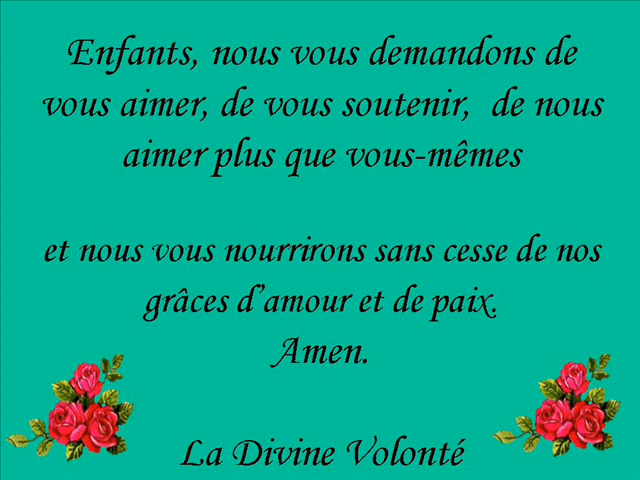 Enfants, nous vous demandons de
vous aimer, de vous soutenir, de nous
aimer plus que vous-mêmes
et nous vous nourrirons sans cesse de nos
grâces d’amour et de paix.
Amen.
La Divine Volonté